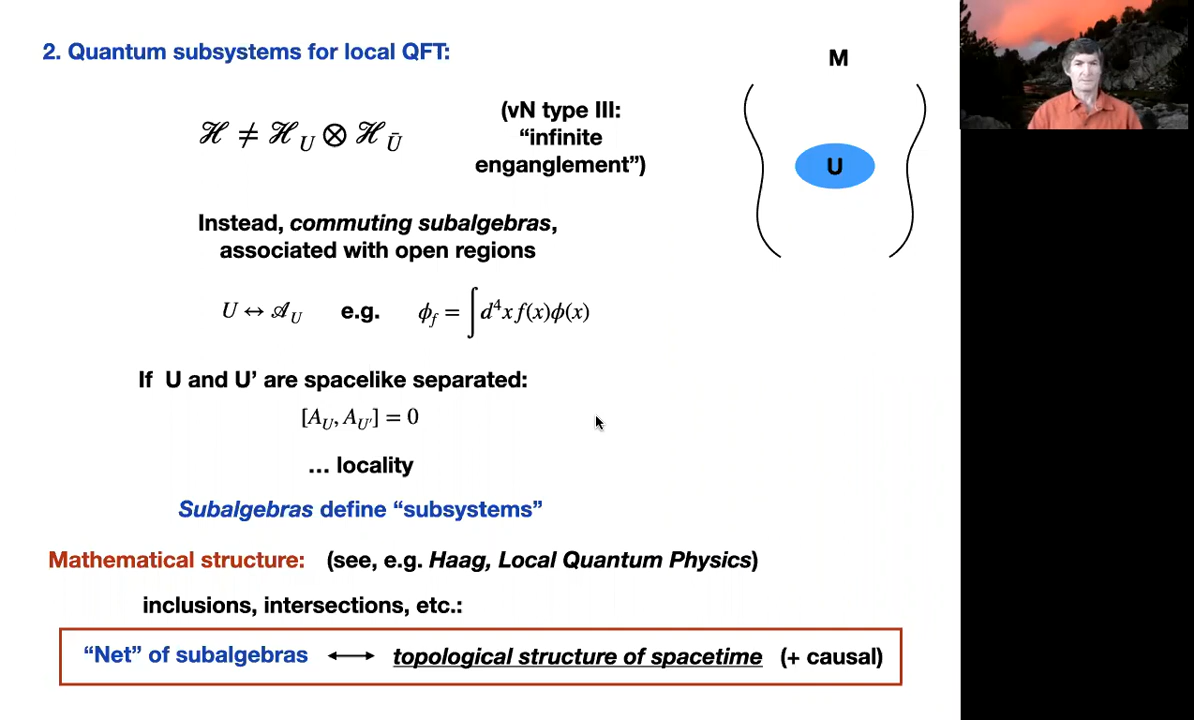 2. Quantum subsystems for local QFT:
M
ℋ ≠ ℋ_U ⊗ ℋ_Ū
(vN type III:
“infinite
enganglement”)
U
Instead, commuting subalgebras,
associated with open regions
U ↔ 𝒜_U e.g. ϕ_f = ∫ d⁴x f(x)ϕ(x)
If U and U’ are spacelike separated:
[A_U, A_U′] = 0
... locality
Subalgebras define “subsystems”
Mathematical structure: (see, e.g. Haag, Local Quantum Physics)
inclusions, intersections, etc.:
“Net” of subalgebras ⟷ topological structure of spacetime (+ causal)